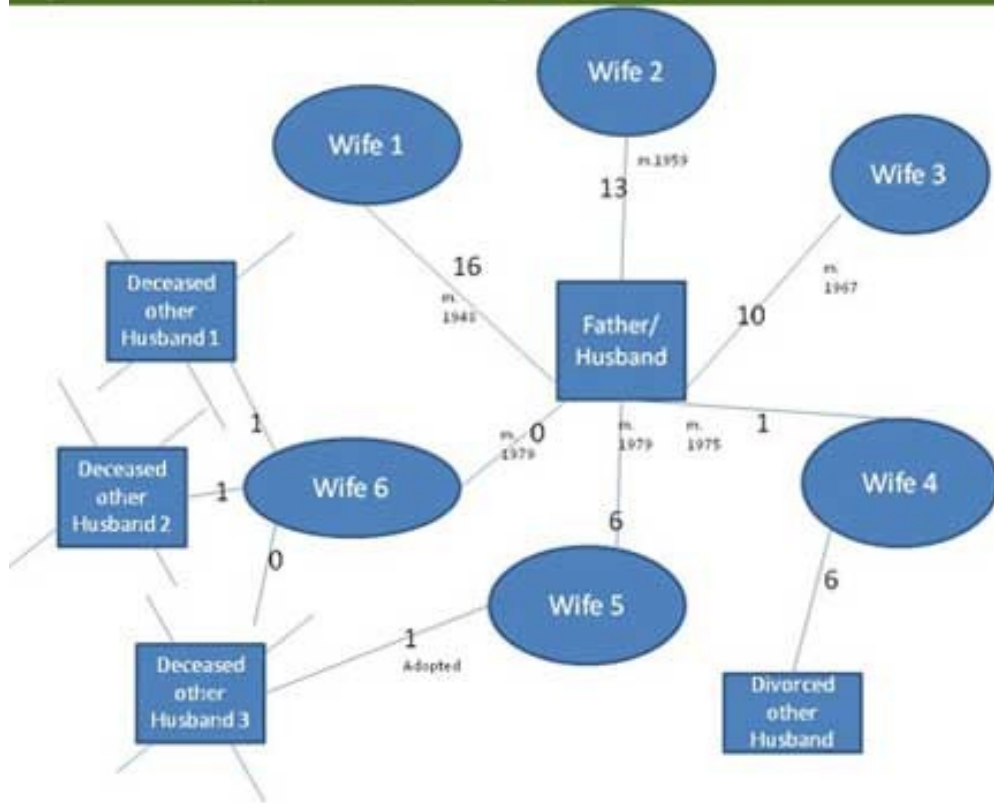 Wife 2
Wife 1
m.1959
Wife 3
13
Deceased
other
Husband 1
16
m.
Father/
Husband
m.
1967
10
1
m.
1979
0
m.
1979
m.
1975
1
Deceased
other
Husband 2
1
Wife 6
Wife 4
0
6
6
Wife 5
Deceased
other
Husband 3
1
Adopted
Divorced
other
Husband